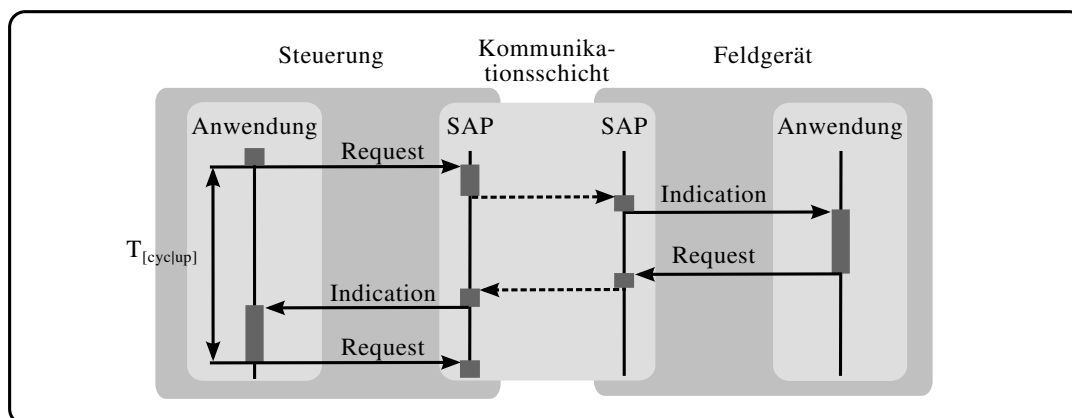 Steuerung
Kommunika-
tionsschicht
Feldgerät
Anwendung
SAP
SAP
Anwendung
Request
Indication
T[cyc|up]
Request
Indication
Request